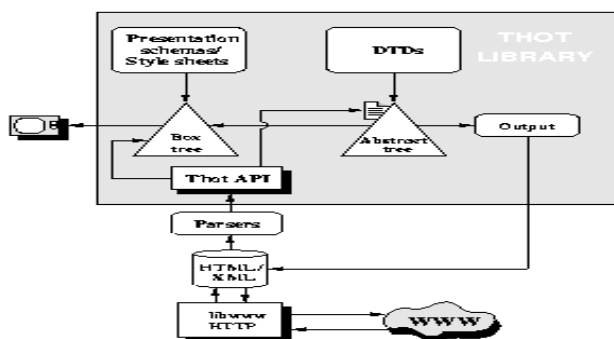 Presentation
schemas/
Style sheets
DTDs
THOT
LIBRARY
Box
tree
Abstract
tree
Output
Thot API
Parsers
HTML/
XML
libwww
HTTP
WWW